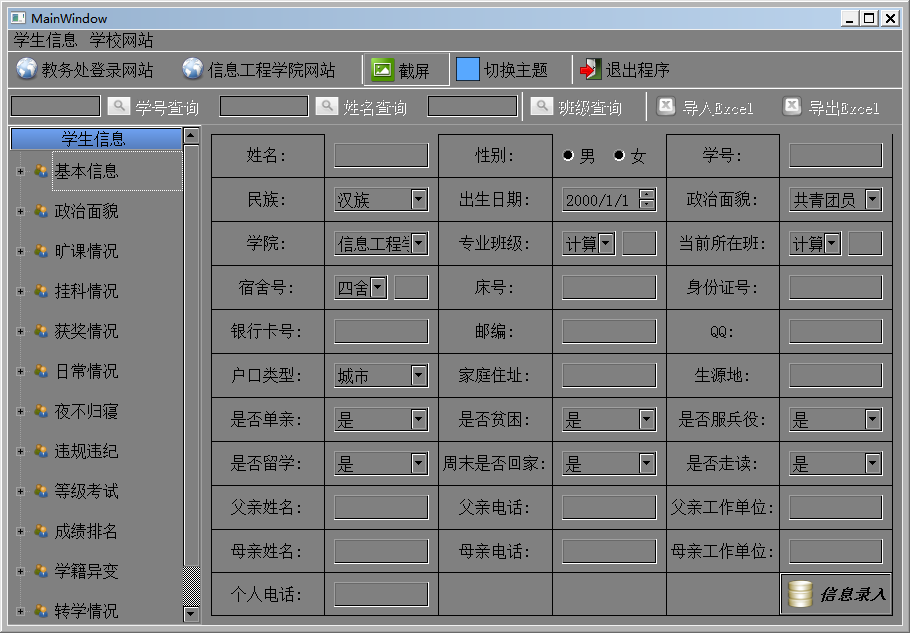 MainWindow
学生信息 学校网站
教务处登录网站 信息工程学院网站 截屏 切换主题 退出程序
学号查询 姓名查询 班级查询 导入Excel 导出Excel
学生信息
基本信息
政治面貌
旷课情况
挂科情况
获奖情况
日常情况
夜不归寝
违规违纪
等级考试
成绩排名
学籍异变
转学情况
姓名: 性别: 男 女 学号:
民族: 汉族 出生日期: 2000/1/1 政治面貌: 共青团员
学院: 信息工程学 专业班级: 计算 当前所在班: 计算
宿舍号: 四舍 床号: 身份证号:
银行卡号: 邮编: QQ:
户口类型: 城市 家庭住址: 生源地:
是否单亲: 是 是否贫困: 是 是否服兵役: 是
是否留学: 是 周末是否回家: 是 是否走读: 是
父亲姓名: 父亲电话: 父亲工作单位:
母亲姓名: 母亲电话: 母亲工作单位:
个人电话: 信息录入